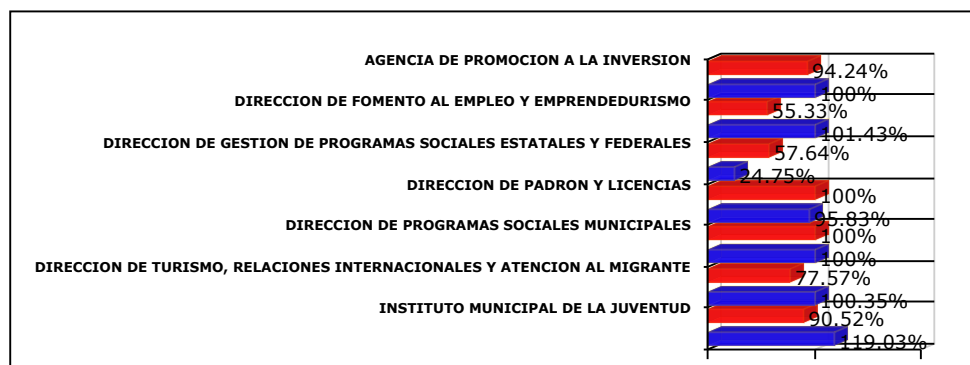 AGENCIA DE PROMOCION A LA INVERSION
94.24%
100%
DIRECCION DE FOMENTO AL EMPLEO Y EMPRENDEDURISMO
55.33%
101.43%
DIRECCION DE GESTION DE PROGRAMAS SOCIALES ESTATALES Y FEDERALES
57.64%
24.75%
DIRECCION DE PADRON Y LICENCIAS
100%
95.83%
DIRECCION DE PROGRAMAS SOCIALES MUNICIPALES
100%
100%
DIRECCION DE TURISMO, RELACIONES INTERNACIONALES Y ATENCION AL MIGRANTE
77.57%
100.35%
INSTITUTO MUNICIPAL DE LA JUVENTUD
90.52%
119.03%